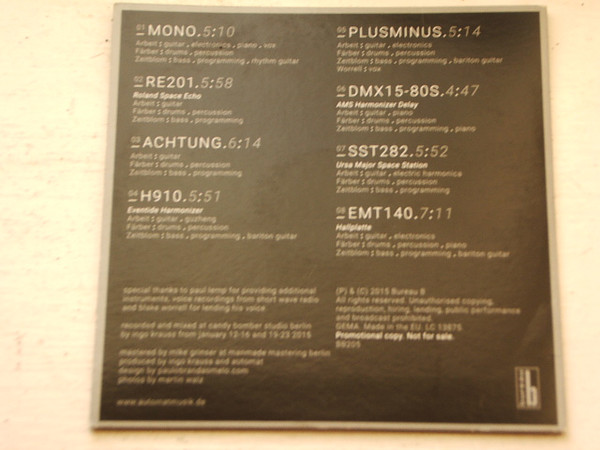 01 MONO.5:10
Arbeit : guitar . electronics . piano . vox
Färber : drums . percussion
Zeitblom : bass . programming . rhythm guitar
02 RE201.5:58
Roland Space Echo
Arbeit : guitar
Färber : drums . percussion
Zeitblom : bass . programming
03 ACHTUNG.6:14
Arbeit : guitar
Färber : drums . percussion
Zeitblom : bass . programming
04 H910.5:51
Eventide Harmonizer
Arbeit : guitar . guzheng
Färber : drums . percussion
Zeitblom : bass . programming . bariton guitar
05 PLUSMINUS.5:14
Arbeit : guitar . electronics
Färber : drums . percussion
Zeitblom : bass . programming . bariton guitar
Worrell : vox
06 DMX15-80S.4:47
AMS Harmonizer Delay
Arbeit : guitar . piano
Färber : drums . percussion
Zeitblom : bass . programming . piano
07 SST282.5:52
Ursa Major Space Station
Arbeit : guitar . electric harmonica
Färber : drums . percussion
Zeitblom : bass . programming
08 EMT140.7:11
Hallplatte
Arbeit : guitar . electronics
Färber : drums . percussion . piano
Zeitblom : bass . programming . bariton guitar
special thanks to paul lemp for providing additional
instruments, voice recordings from short wave radio
and blake worrell for lending his voice
recorded and mixed at candy bomber studio berlin
by ingo krauss from january 12-16 and 19-23 2015
mastered by mike grinser at manmade mastering berlin
produced by ingo krauss and automat
design by paulobrandaomelo.com
photos by martin walz
www.automatmusik.de
(P) & (C) 2015 Bureau B
All rights reserved. Unauthorised copying,
reproduction, hiring, lending, public performance
and broadcast prohibited.
GEMA. Made in the EU. LC 13875.
Promotional copy. Not for sale.
BB205
b